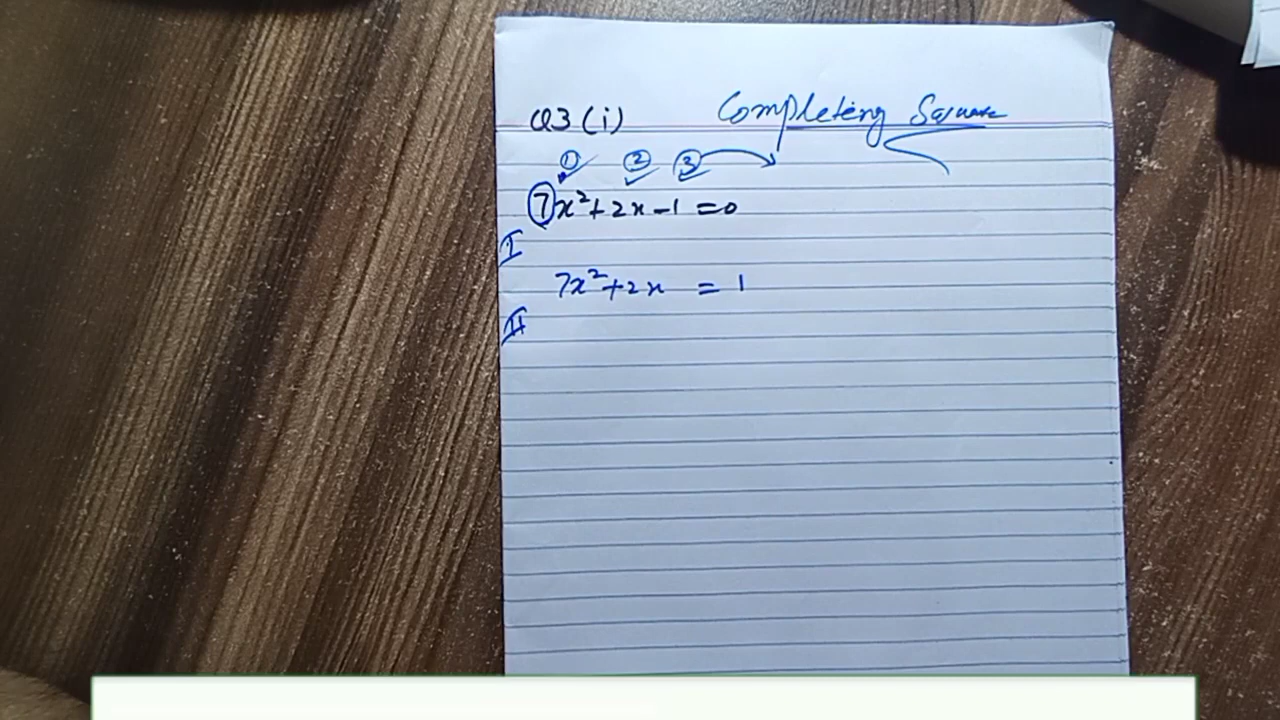 Q3 (i) Completing Square
① ② ③
7x² + 2x - 1 = 0
I
7x² + 2x = 1
II